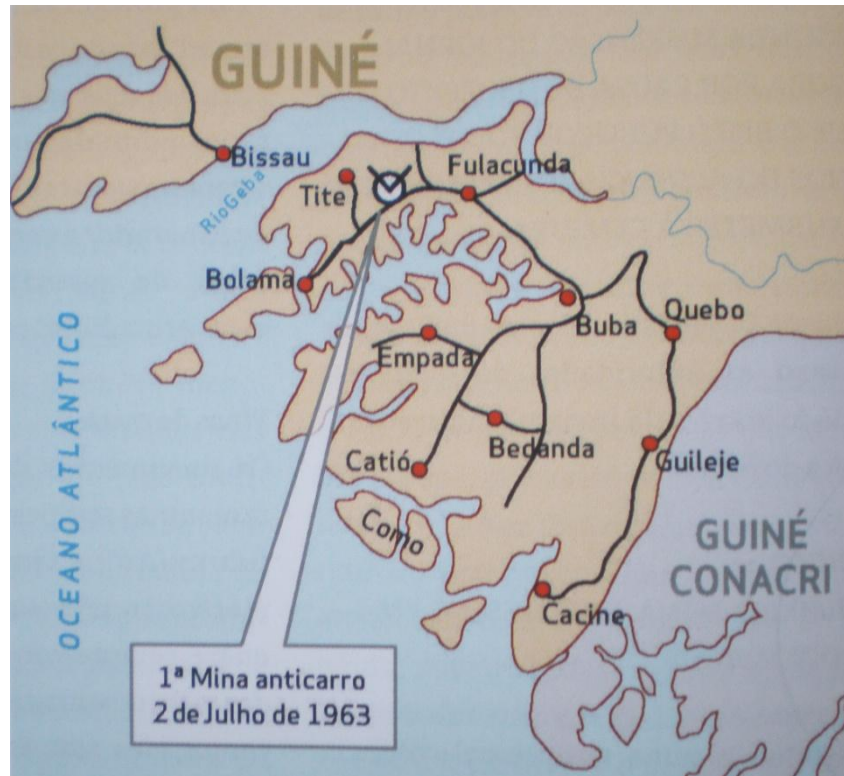 GUINÉ
Bissau
Fulacunda
Tite
RioGeba
Bolama
Buba
Quebo
Empada
OCEANO ATLÂNTICO
Bedanda
Catió
Guileje
Como
GUINÉ
CONACRI
Cacine
1ª Mina anticarro
2 de Julho de 1963